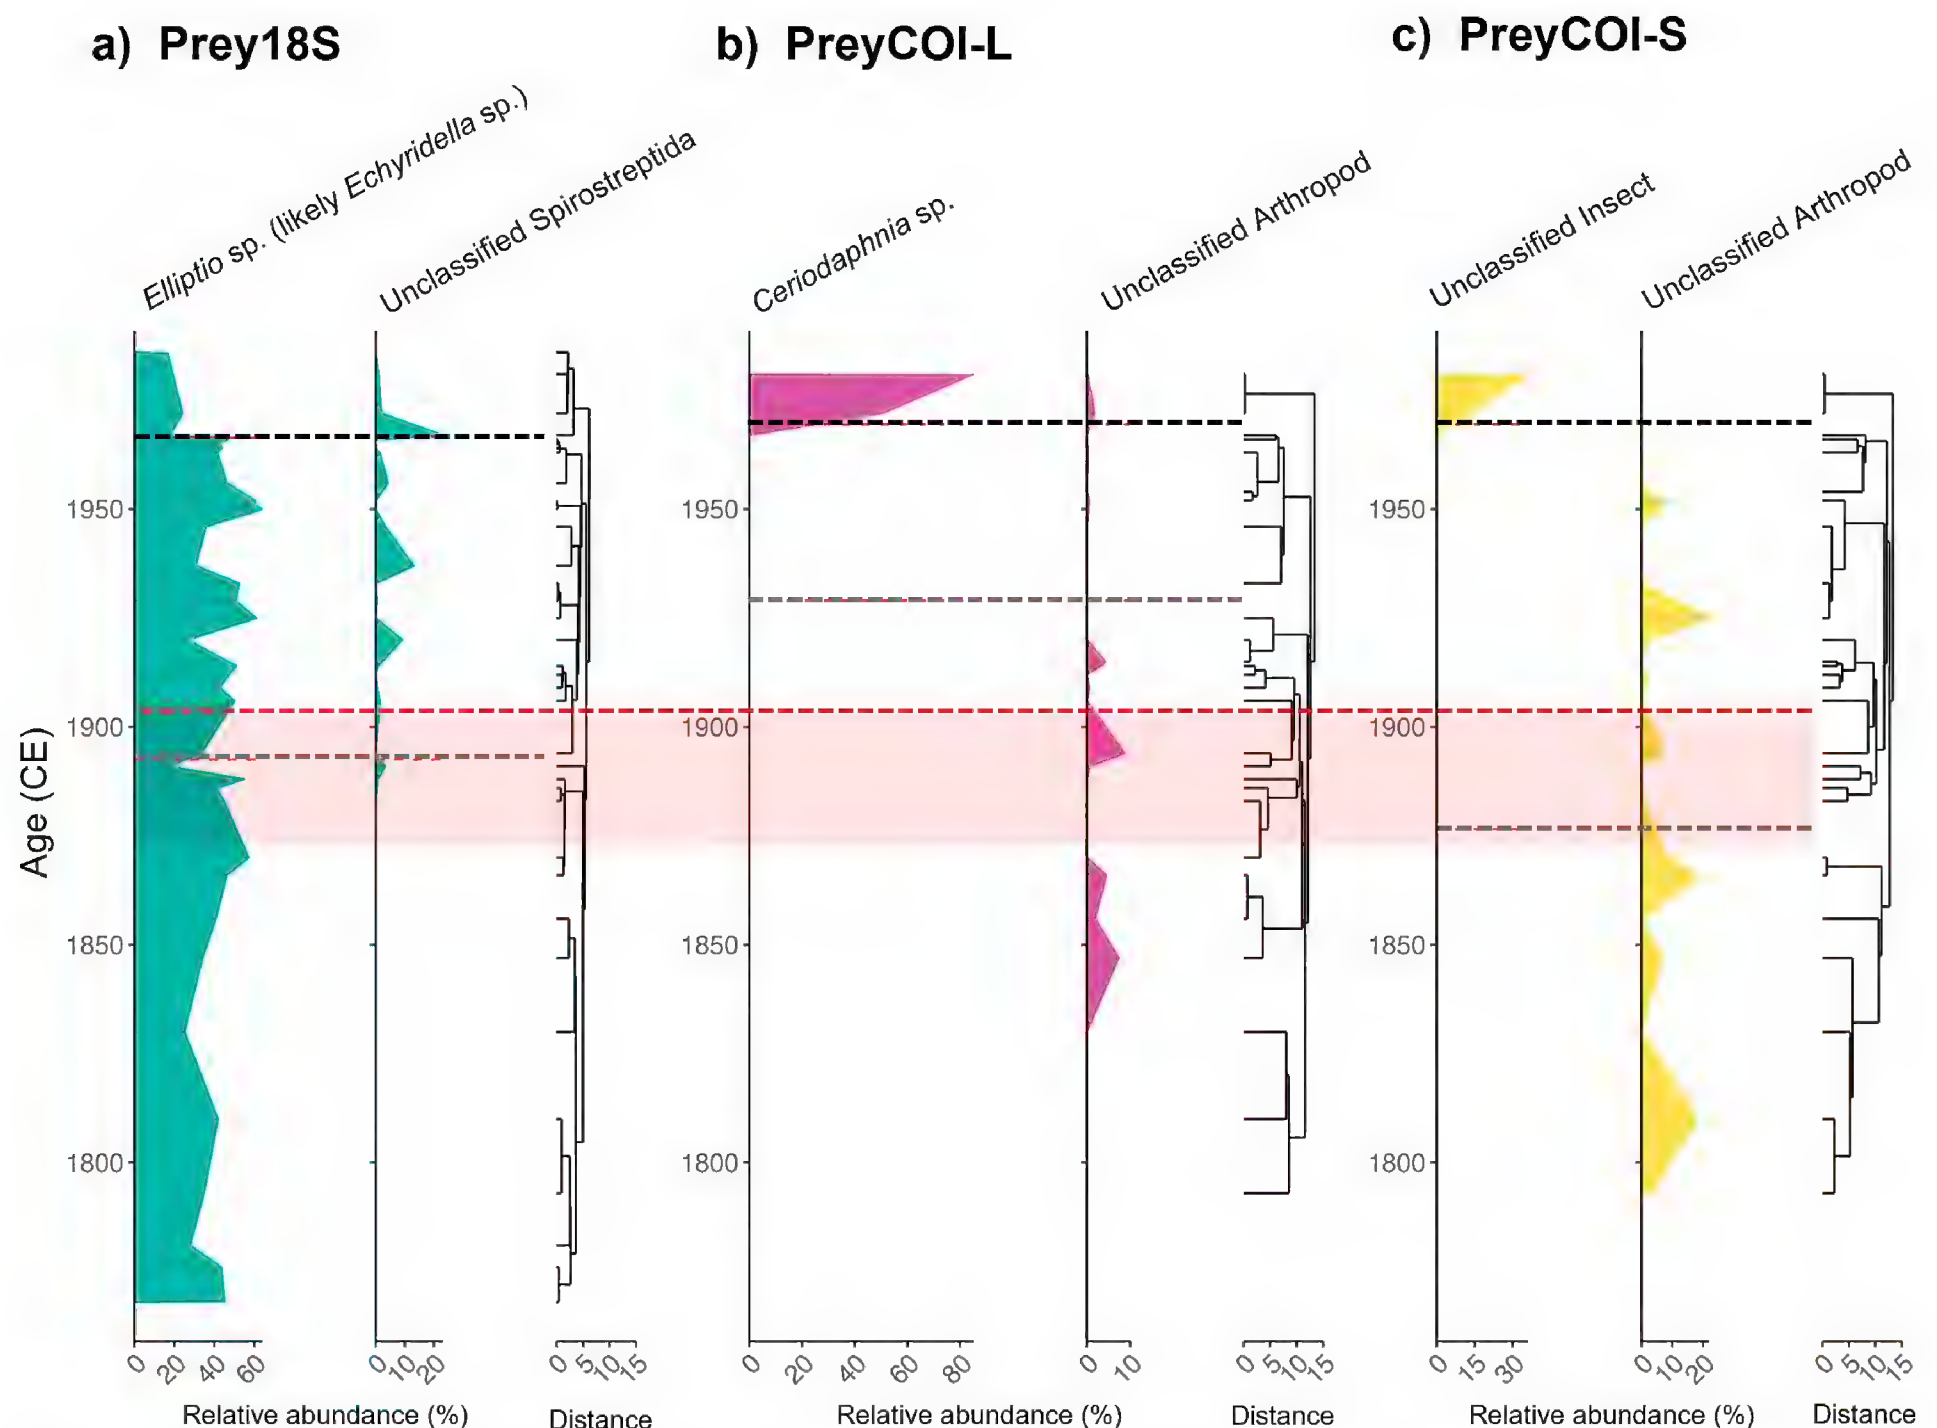 a) Prey18S
b) PreyCOI-L
c) PreyCOI-S
Elliptio sp. (likely Echyridella sp.)
Unclassified Spirostreptida
Ceriodaphnia sp.
Unclassified Arthropod
Unclassified Insect
Unclassified Arthropod
Age (CE)
1950
1900
1850
1800
1950
1900
1850
1800
1950
1900
1850
1800
0 20 40 60
0 10 20
0 5 10 15
0 20 40 60 80
0 10
0 5 10 15
0 15 30
0 10 20
0 5 10 15
Relative abundance (%)
Distance
Relative abundance (%)
Distance
Relative abundance (%)
Distance